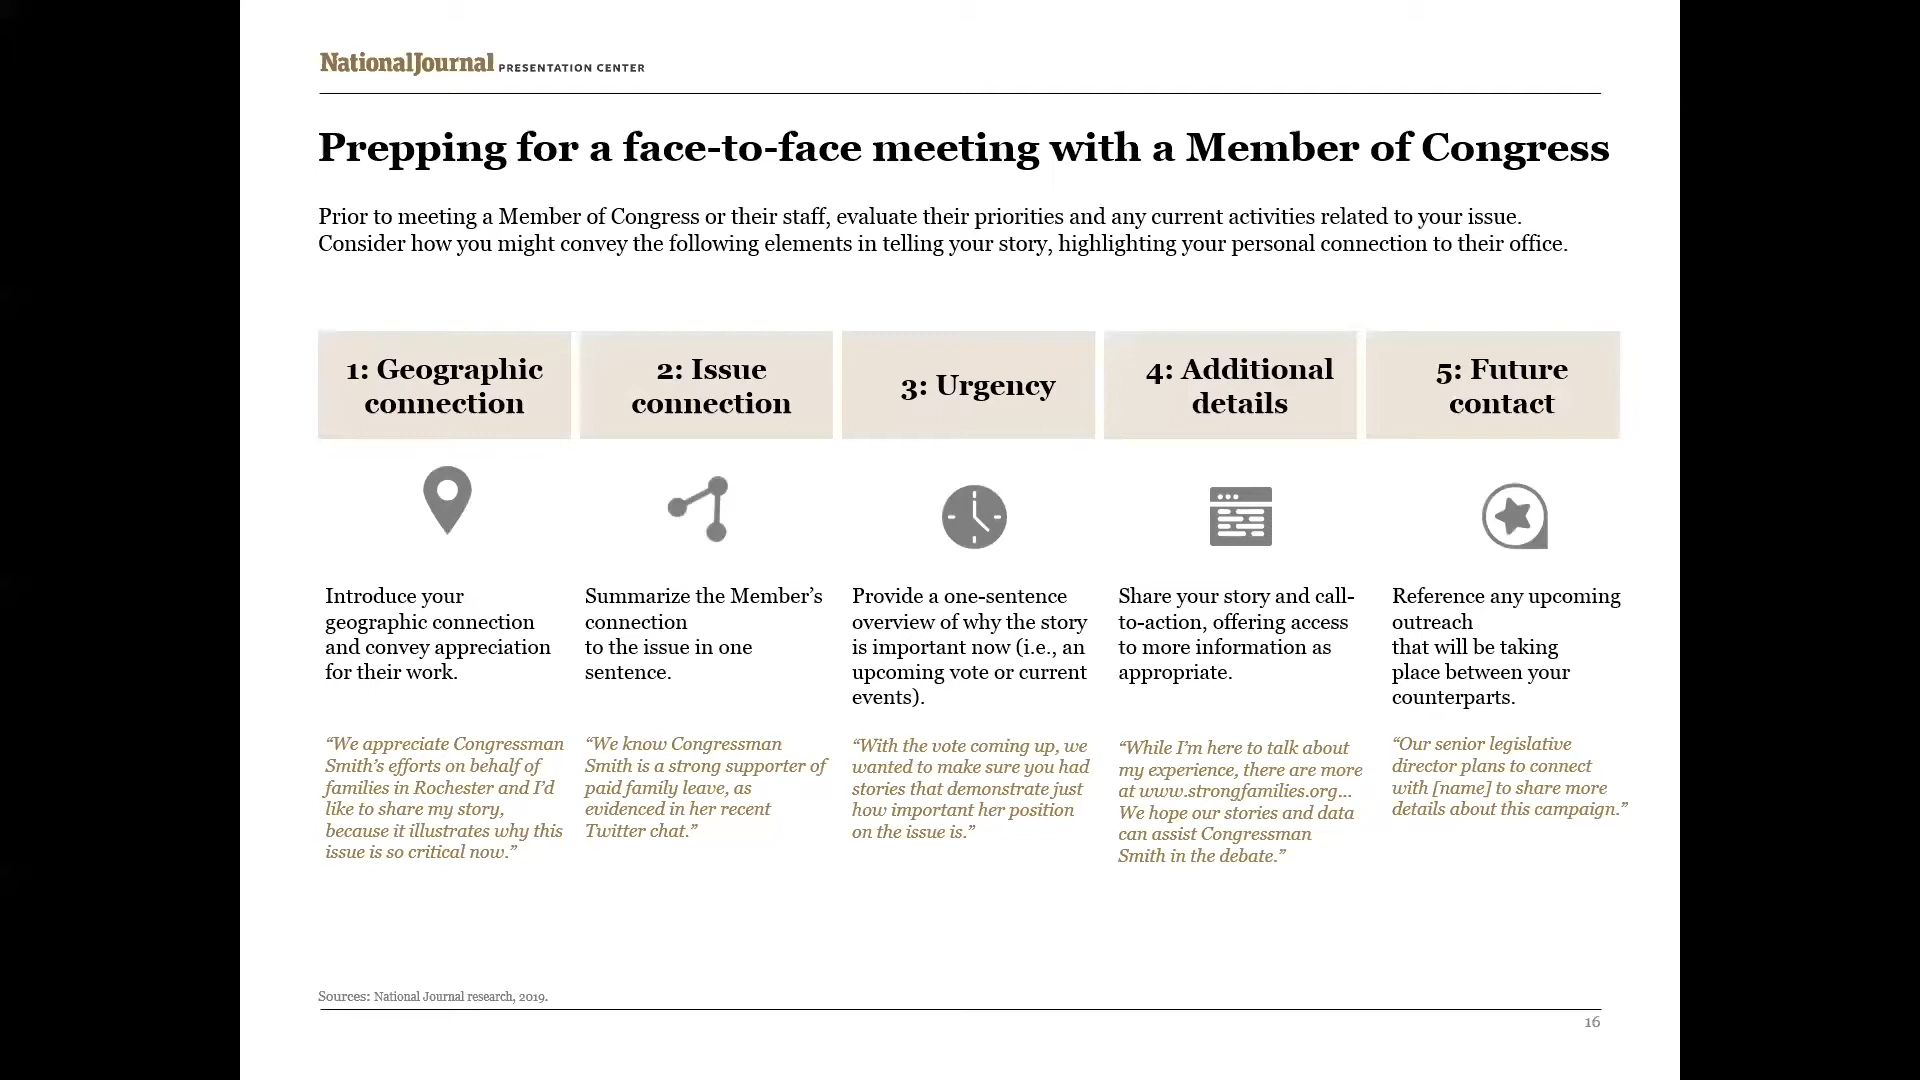 NationalJournal PRESENTATION CENTER
Prepping for a face-to-face meeting with a Member of Congress
Prior to meeting a Member of Congress or their staff, evaluate their priorities and any current activities related to your issue.
Consider how you might convey the following elements in telling your story, highlighting your personal connection to their office.
1: Geographic
connection
Introduce your
geographic connection
and convey appreciation
for their work.
“We appreciate Congressman
Smith’s efforts on behalf of
families in Rochester and I’d
like to share my story,
because it illustrates why this
issue is so critical now.”
2: Issue
connection
Summarize the Member’s
connection
to the issue in one
sentence.
“We know Congressman
Smith is a strong supporter of
paid family leave, as
evidenced in her recent
Twitter chat.”
3: Urgency
Provide a one-sentence
overview of why the story
is important now (i.e., an
upcoming vote or current
events).
“With the vote coming up, we
wanted to make sure you had
stories that demonstrate just
how important her position
on the issue is.”
4: Additional
details
Share your story and call-
to-action, offering access
to more information as
appropriate.
“While I’m here to talk about
my experience, there are more
at www.strongfamilies.org...
We hope our stories and data
can assist Congressman
Smith in the debate.”
5: Future
contact
Reference any upcoming
outreach
that will be taking
place between your
counterparts.
“Our senior legislative
director plans to connect
with [name] to share more
details about this campaign.”
Sources: National Journal research, 2019.
16